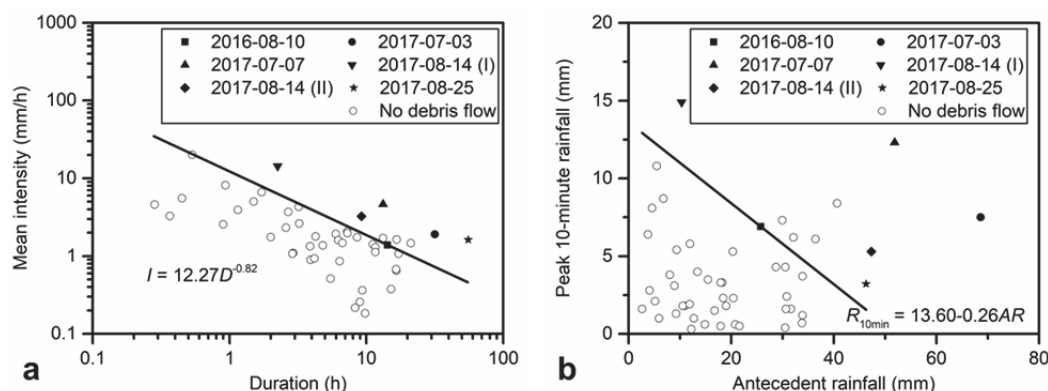 1000
100
10
1
0.1
Mean intensity (mm/h)
2016-08-10
2017-07-03
2017-07-07
2017-08-14 (I)
2017-08-14 (II)
2017-08-25
No debris flow
I = 12.27D-0.82
0.1
1
10
100
Duration (h)
a
20
15
10
5
0
Peak 10-minute rainfall (mm)
2016-08-10
2017-07-03
2017-07-07
2017-08-14 (I)
2017-08-14 (II)
2017-08-25
No debris flow
R10min = 13.60-0.26AR
0
20
40
60
80
Antecedent rainfall (mm)
b